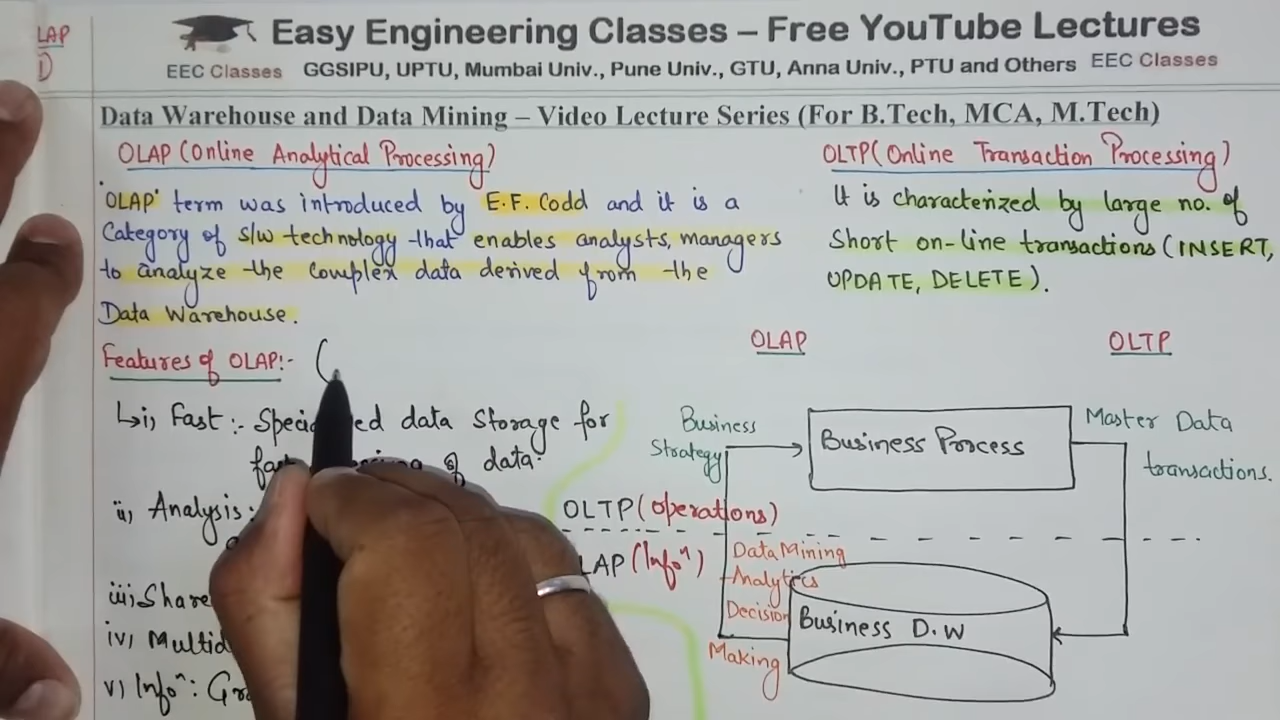 LAP
D
Easy Engineering Classes – Free YouTube Lectures
EEC Classes GGSIPU, UPTU, Mumbai Univ., Pune Univ., GTU, Anna Univ., PTU and Others EEC Classes
Data Warehouse and Data Mining – Video Lecture Series (For B.Tech, MCA, M.Tech)
OLAP (Online Analytical Processing)
'OLAP' term was introduced by E.F. Codd and it is a
Category of S/W technology that enables analysts, managers
to analyze the complex data derived from the
Data Warehouse.
OLTP (Online Transaction Processing)
It is characterized by large no. of
Short on-line transactions (INSERT,
UPDATE, DELETE).
Features of OLAP:- (
↳ i) Fast:- data Storage for
of data.
ii) Analysis:
iii) Share
iv) Multid
v) Infoⁿ:
OLAP
OLTP
Business
Strategy
Business Process
Master Data
transactions.
OLTP (operations)
LAP (Infoⁿ)
Data Mining
Analytics
Decision
Making
Business D.W